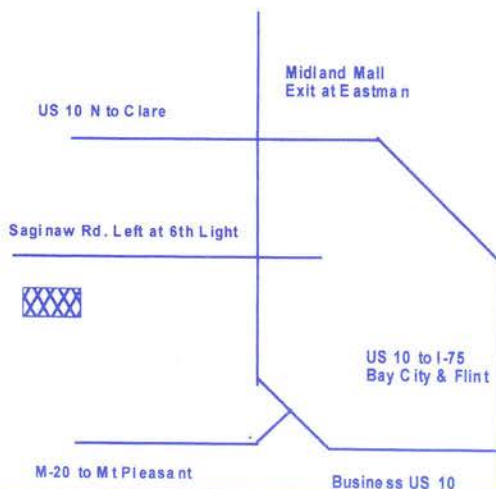 Midland Mall
Exit at Eastman
US 10 N to Clare
Saginaw Rd. Left at 6th Light
US 10 to I-75
Bay City & Flint
M-20 to Mt Pleasant
Business US 10